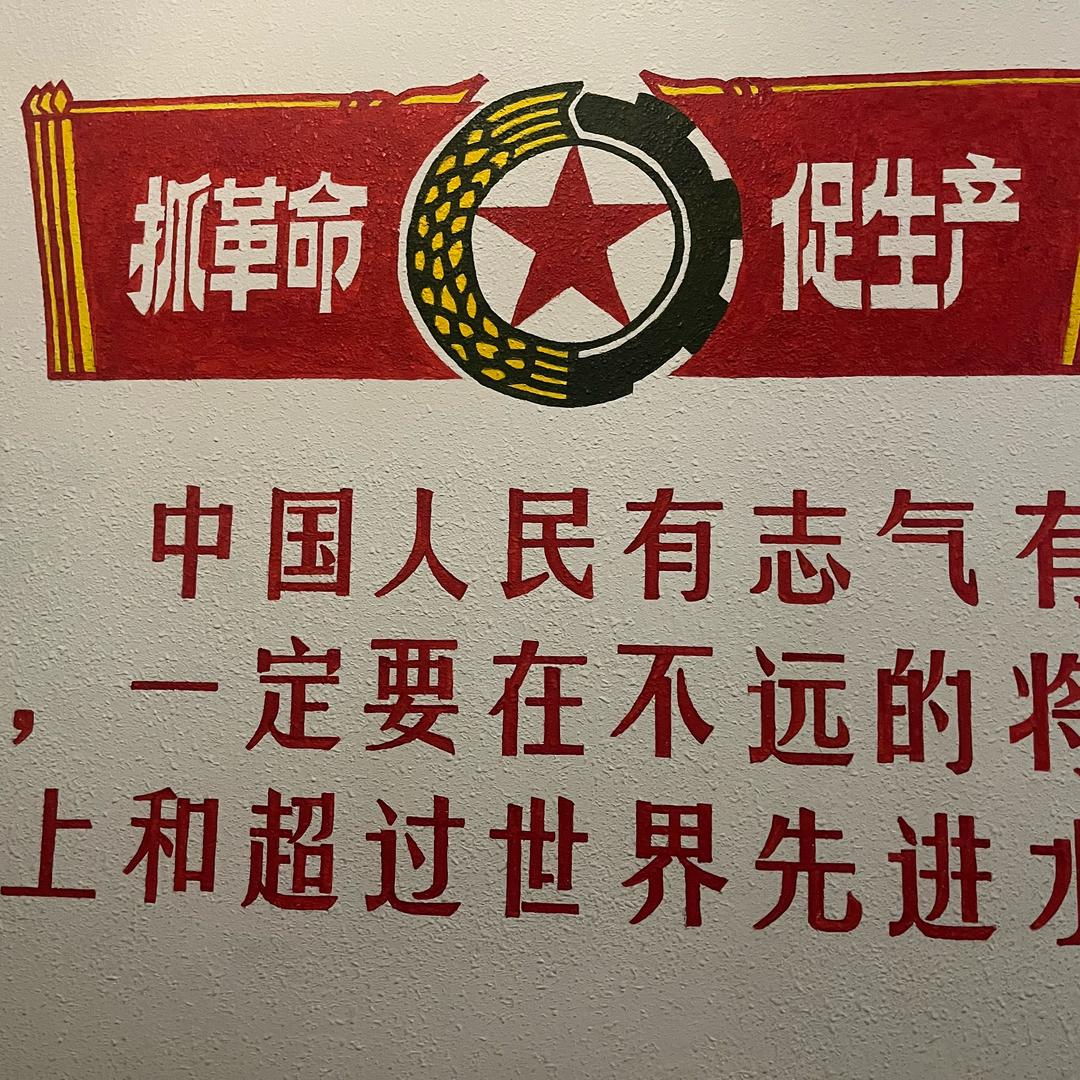 抓革命 促生产
中国人民有志气有
，一定要在不远的将
上和超过世界先进水